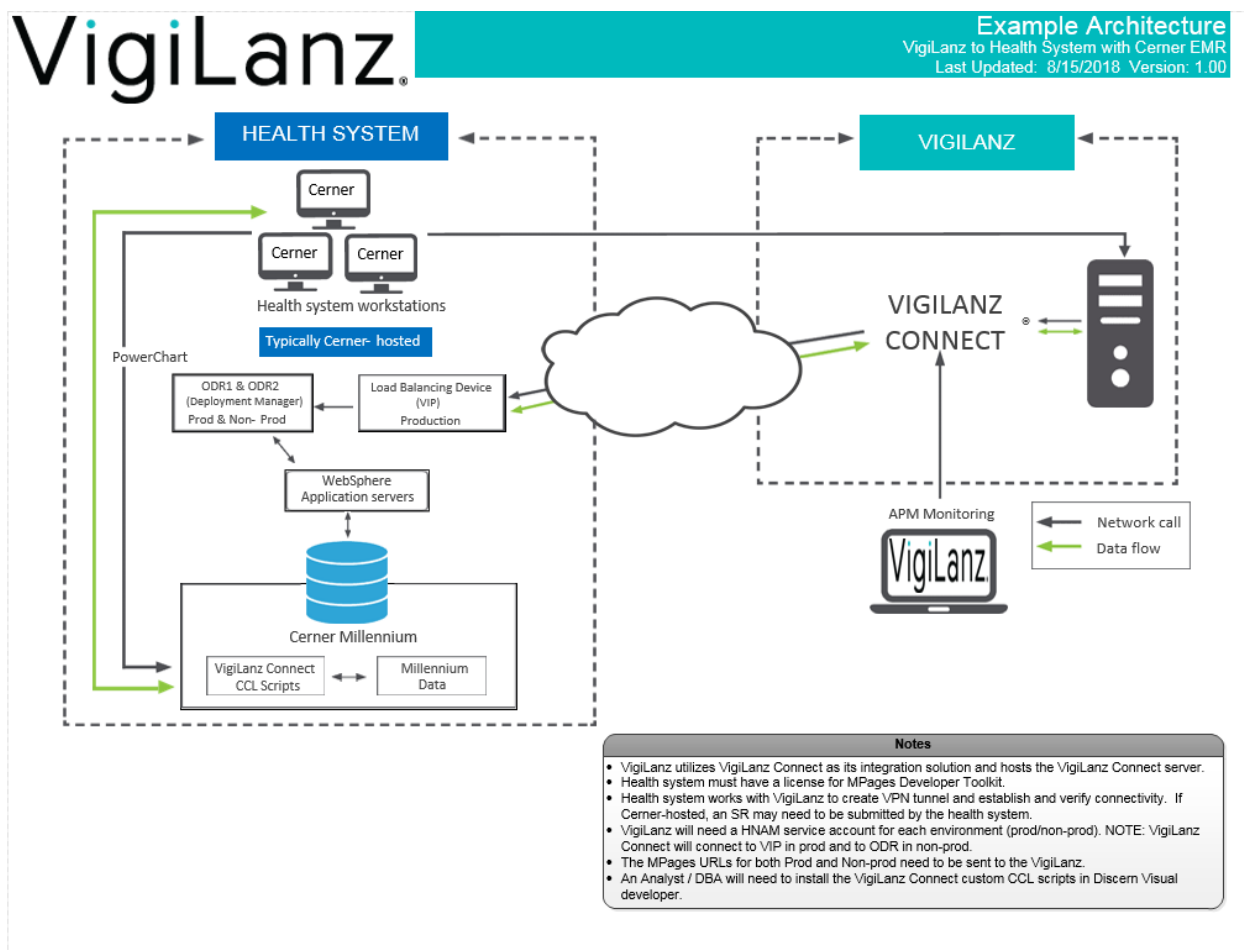 VigiLanz®
Example Architecture
VigiLanz to Health System with Cerner EMR
Last Updated: 8/15/2018 Version: 1.00
HEALTH SYSTEM
VIGILANZ
Cerner
Cerner
Cerner
Health system workstations
Typically Cerner- hosted
PowerChart
ODR1 & ODR2
(Deployment Manager)
Prod & Non- Prod
Load Balancing Device
(VIP)
Production
VIGILANZ
CONNECT
®
WebSphere
Application servers
APM Monitoring
VigiLanz.
Network call
Data flow
Cerner Millennium
VigiLanz Connect
CCL Scripts
Millennium
Data
Notes
• VigiLanz utilizes VigiLanz Connect as its integration solution and hosts the VigiLanz Connect server.
• Health system must have a license for MPages Developer Toolkit.
• Health system works with VigiLanz to create VPN tunnel and establish and verify connectivity. If
Cerner-hosted, an SR may need to be submitted by the health system.
• VigiLanz will need a HNAM service account for each environment (prod/non-prod). NOTE: VigiLanz
Connect will connect to VIP in prod and to ODR in non-prod.
• The MPages URLs for both Prod and Non-prod need to be sent to the VigiLanz.
• An Analyst / DBA will need to install the VigiLanz Connect custom CCL scripts in Discern Visual
developer.